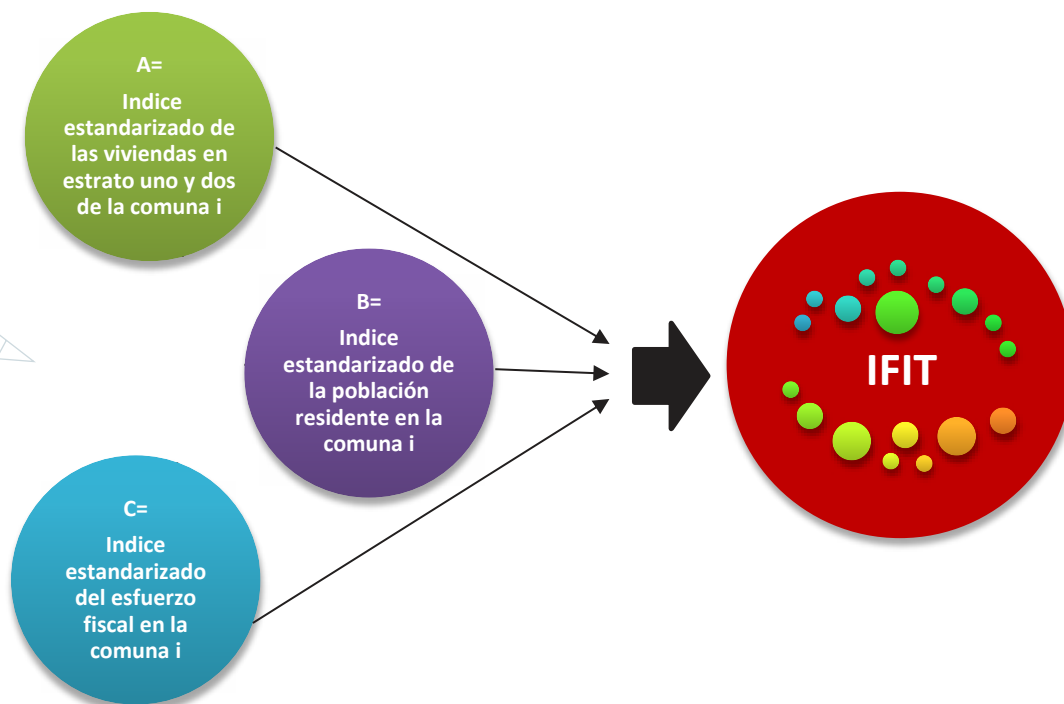 A=
Indice
estandarizado de
las viviendas en
estrato uno y dos
de la comuna i
B=
Indice
estandarizado de
la población
residente en la
comuna i
C=
Indice
estandarizado
del esfuerzo
fiscal en la
comuna i
IFIT